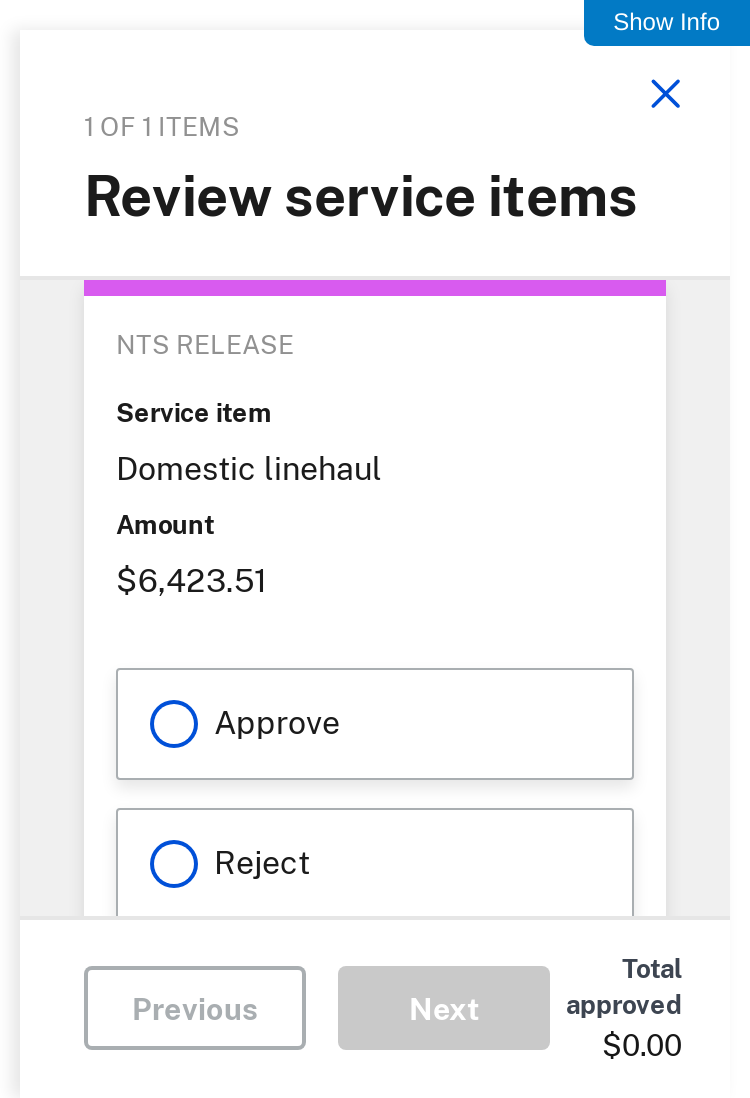 Show Info
1 OF 1 ITEMS
Review service items
NTS RELEASE
Service item
Domestic linehaul
Amount
$6,423.51
Approve
Reject
Previous
Next
Total
approved
$0.00